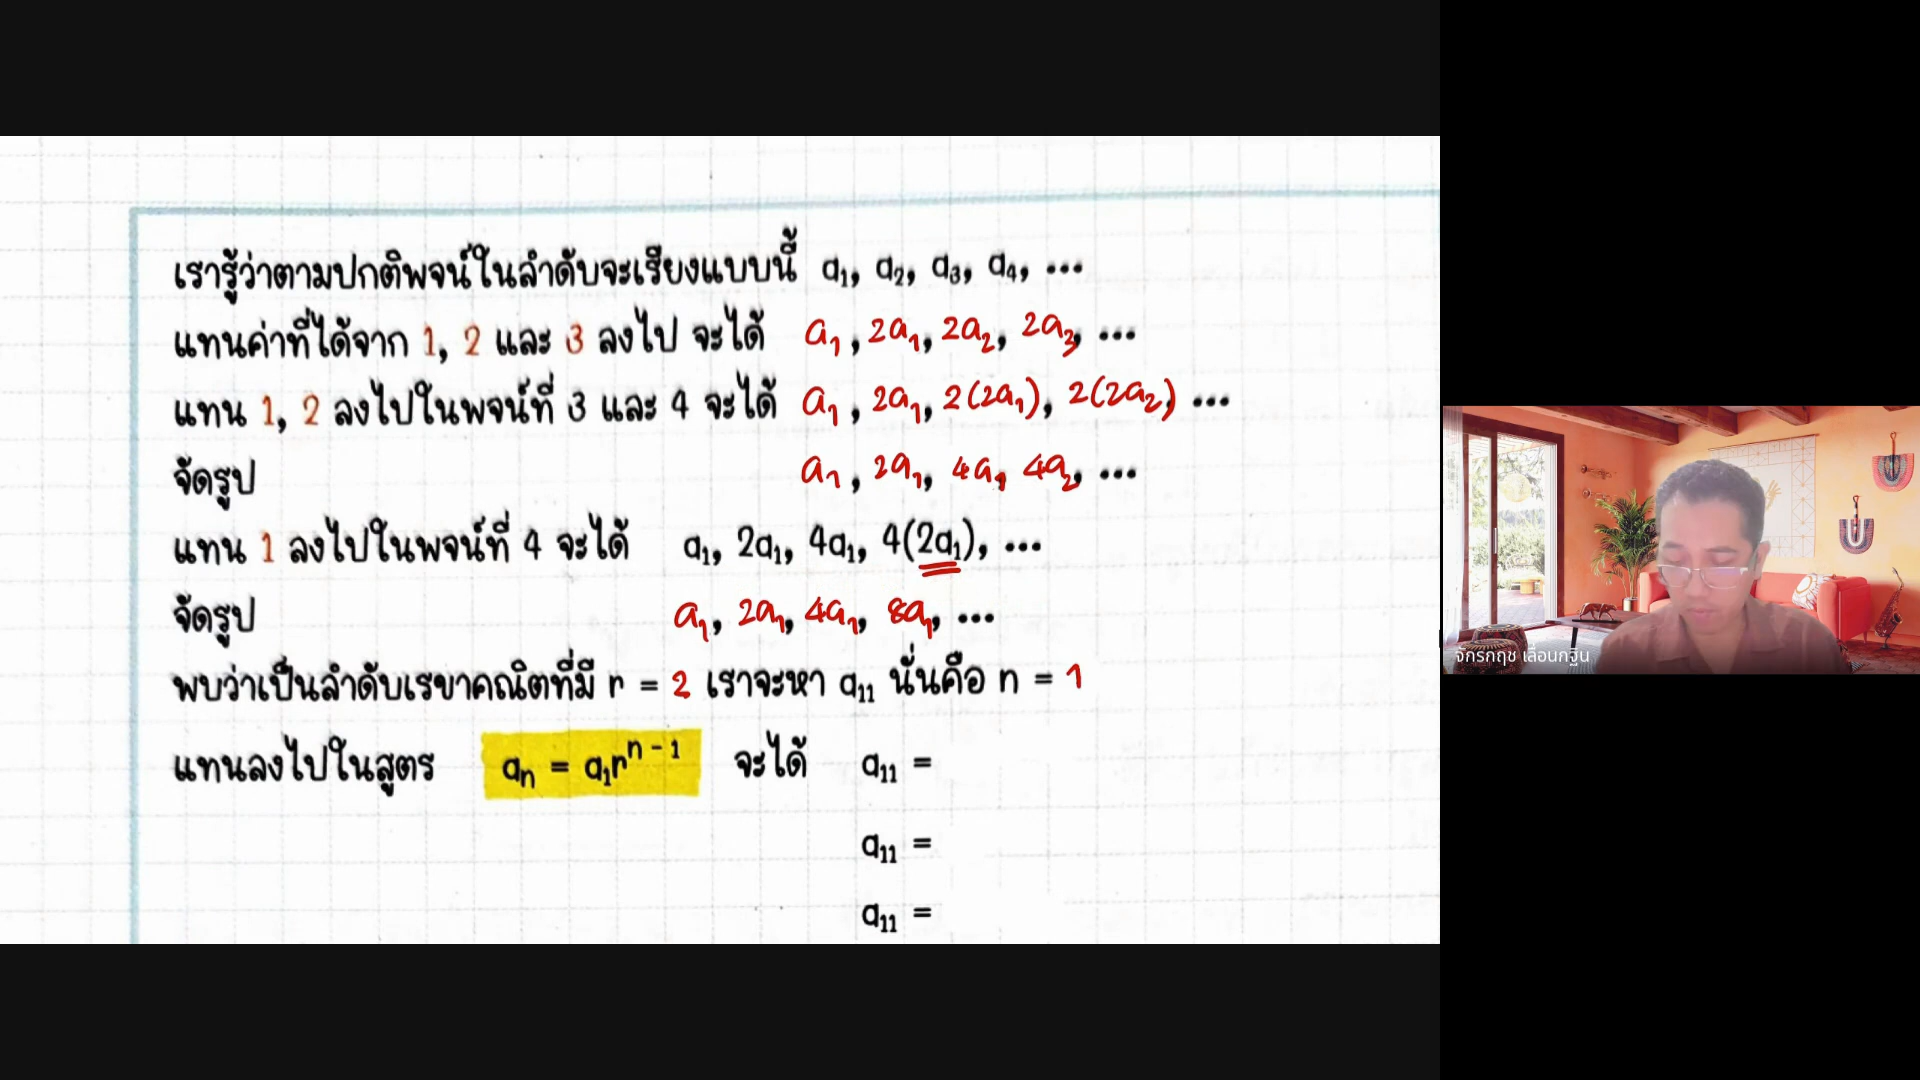 เรารู้ว่าตามปกติพจน์ในลำดับจะเรียงแบบนี้ a₁, a₂, a₃, a₄, ...
แทนค่าที่ได้จาก 1, 2 และ 3 ลงไป จะได้ a₁, 2a₁, 2a₂, 2a₃, ...
แทน 1, 2 ลงไปในพจน์ที่ 3 และ 4 จะได้ a₁, 2a₁, 2(2a₁), 2(2a₂) ...
จัดรูป a₁, 2a₁, 4a₁, 4a₂, ...
แทน 1 ลงไปในพจน์ที่ 4 จะได้ a₁, 2a₁, 4a₁, 4(2a₁), ...
จัดรูป a₁, 2a₁, 4a₁, 8a₁, ...
พบว่าเป็นลำดับเรขาคณิตที่มี r = 2 เราจะหา a₁₁ นั่นคือ n = 1
แทนลงไปในสูตร aₙ = a₁rⁿ⁻¹ จะได้ a₁₁ =
a₁₁ =
a₁₁ =
จักรกฤช เลื่อนกฐิน